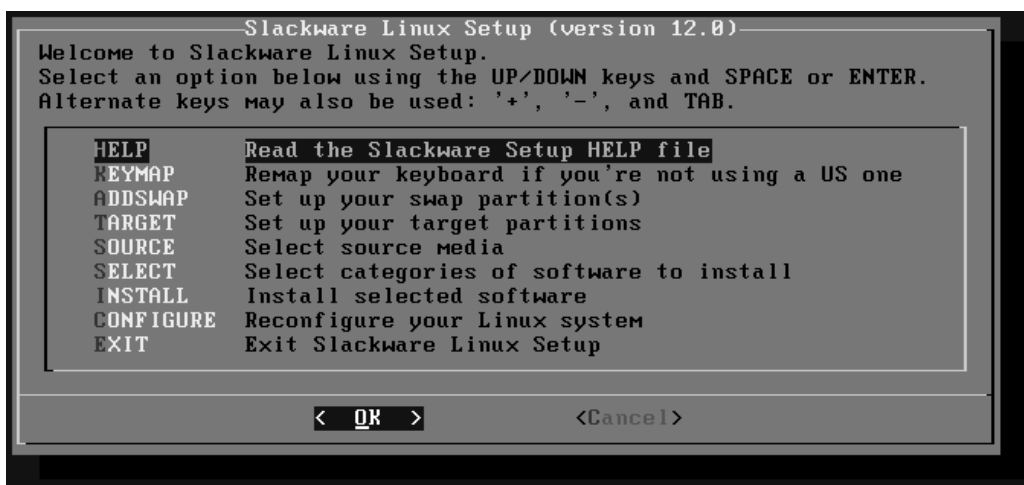 Slackware Linux Setup (version 12.0)
Welcome to Slackware Linux Setup.
Select an option below using the UP/DOWN keys and SPACE or ENTER.
Alternate keys may also be used: '+', '-', and TAB.
HELP Read the Slackware Setup HELP file
KEYMAP Remap your keyboard if you're not using a US one
ADDSWAP Set up your swap partition(s)
TARGET Set up your target partitions
SOURCE Select source media
SELECT Select categories of software to install
INSTALL Install selected software
CONFIGURE Reconfigure your Linux system
EXIT Exit Slackware Linux Setup
< OK > <Cancel>